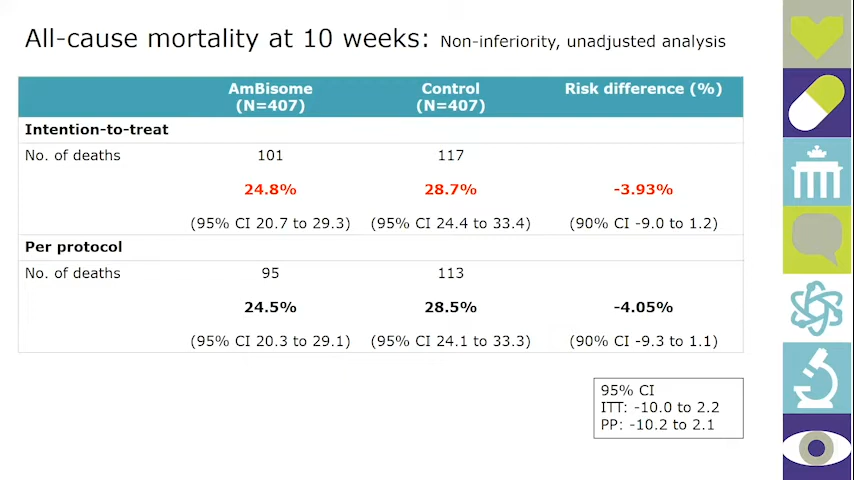 All-cause mortality at 10 weeks: Non-inferiority, unadjusted analysis
AmBisome Control Risk difference (%)
(N=407) (N=407)
Intention-to-treat
No. of deaths 101 117
24.8% 28.7% -3.93%
(95% CI 20.7 to 29.3) (95% CI 24.4 to 33.4) (90% CI -9.0 to 1.2)
Per protocol
No. of deaths 95 113
24.5% 28.5% -4.05%
(95% CI 20.3 to 29.1) (95% CI 24.1 to 33.3) (90% CI -9.3 to 1.1)
95% CI
ITT: -10.0 to 2.2
PP: -10.2 to 2.1